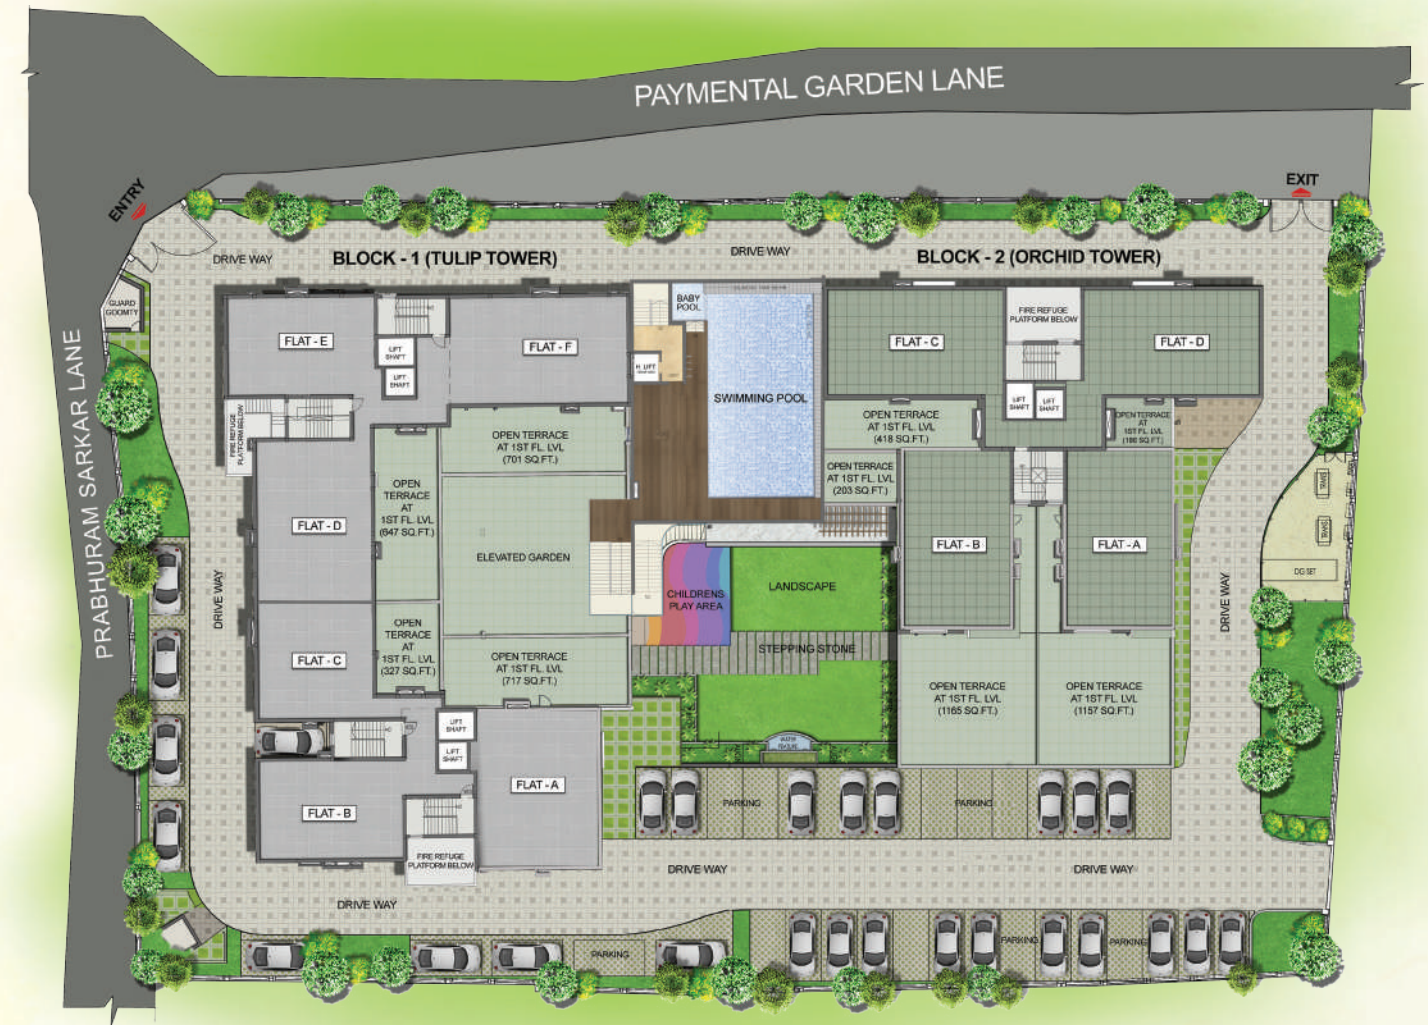 PAYMENTAL GARDEN LANE
PRABHURAM SARKAR LANE
ENTRY
EXIT
DRIVE WAY
BLOCK - 1 (TULIP TOWER)
DRIVE WAY
BLOCK - 2 (ORCHID TOWER)
GUARD
GOOMTY
FLAT - E
LIFT
SHAFT
LIFT
SHAFT
FLAT - F
BABY
POOL
H. LIFT
SWIMMING POOL
FLAT - C
FIRE REFUGE
PLATFORM BELOW
FLAT - D
LIFT
SHAFT
LIFT
SHAFT
FIRE REFUGE
PLATFORM BELOW
OPEN TERRACE
AT 1ST FL. LVL
(701 SQ.FT.)
OPEN TERRACE
AT 1ST FL. LVL
(418 SQ.FT.)
OPEN TERRACE
AT
1ST FL. LVL
OPEN TERRACE
AT 1ST FL. LVL
(203 SQ.FT.)
OPEN
TERRACE
AT
1ST FL. LVL
(647 SQ.FT.)
FLAT - D
ELEVATED GARDEN
FLAT - B
FLAT - A
TRANS
TRANS
DG SET
DRIVE WAY
CHILDRENS
PLAY AREA
LANDSCAPE
DRIVE WAY
OPEN
TERRACE
AT
1ST FL. LVL
(327 SQ.FT.)
FLAT - C
OPEN TERRACE
AT 1ST FL. LVL
(717 SQ.FT.)
STEPPING STONE
OPEN TERRACE
AT 1ST FL. LVL
(1165 SQ.FT.)
OPEN TERRACE
AT 1ST FL. LVL
(1157 SQ.FT.)
LIFT
SHAFT
LIFT
SHAFT
WATER
FEATURE
FLAT - A
FLAT - B
PARKING
PARKING
FIRE REFUGE
PLATFORM BELOW
DRIVE WAY
DRIVE WAY
DRIVE WAY
PARKING
PARKING
PARKING